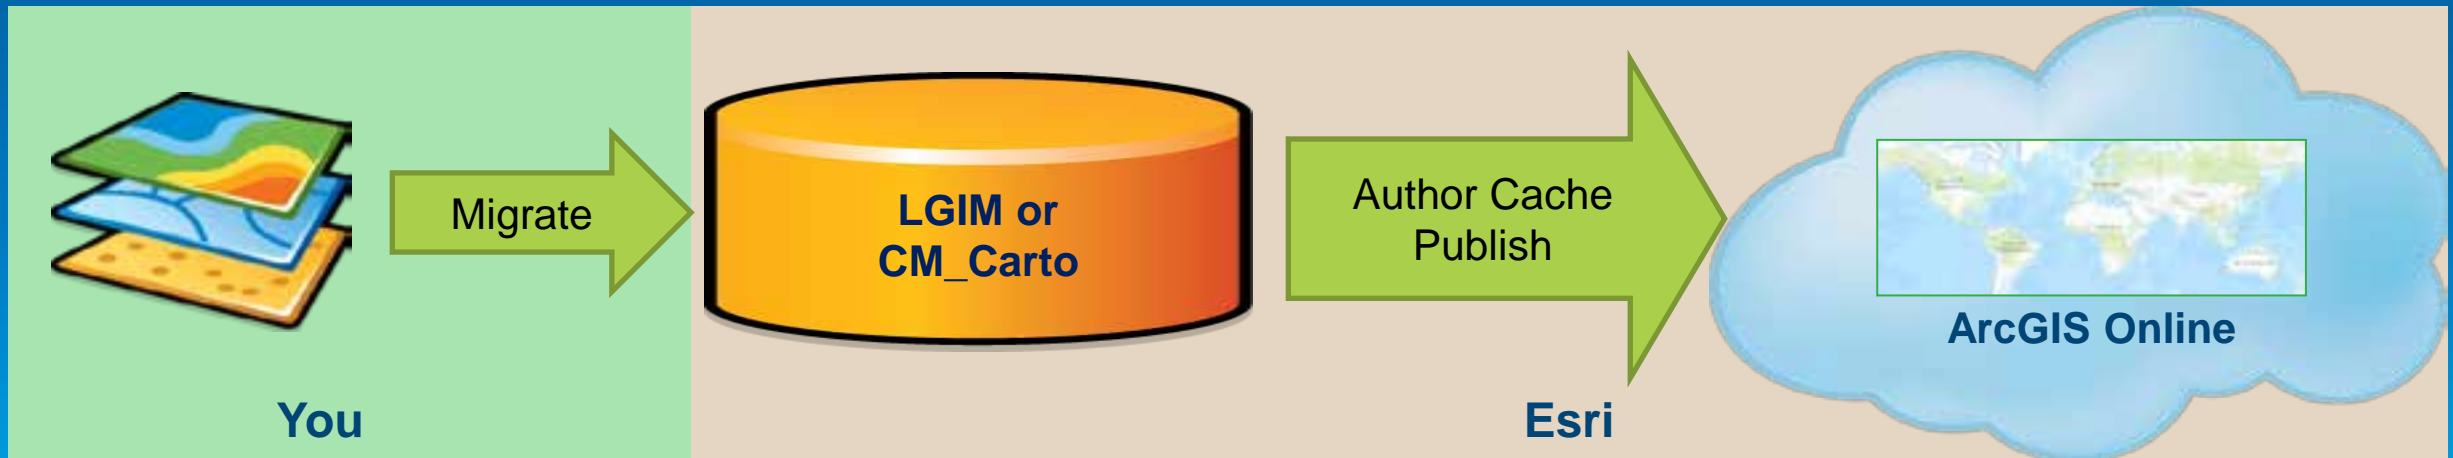 Migrate
LGIM or
CM_Carto
Author Cache
Publish
ArcGIS Online
You
Esri